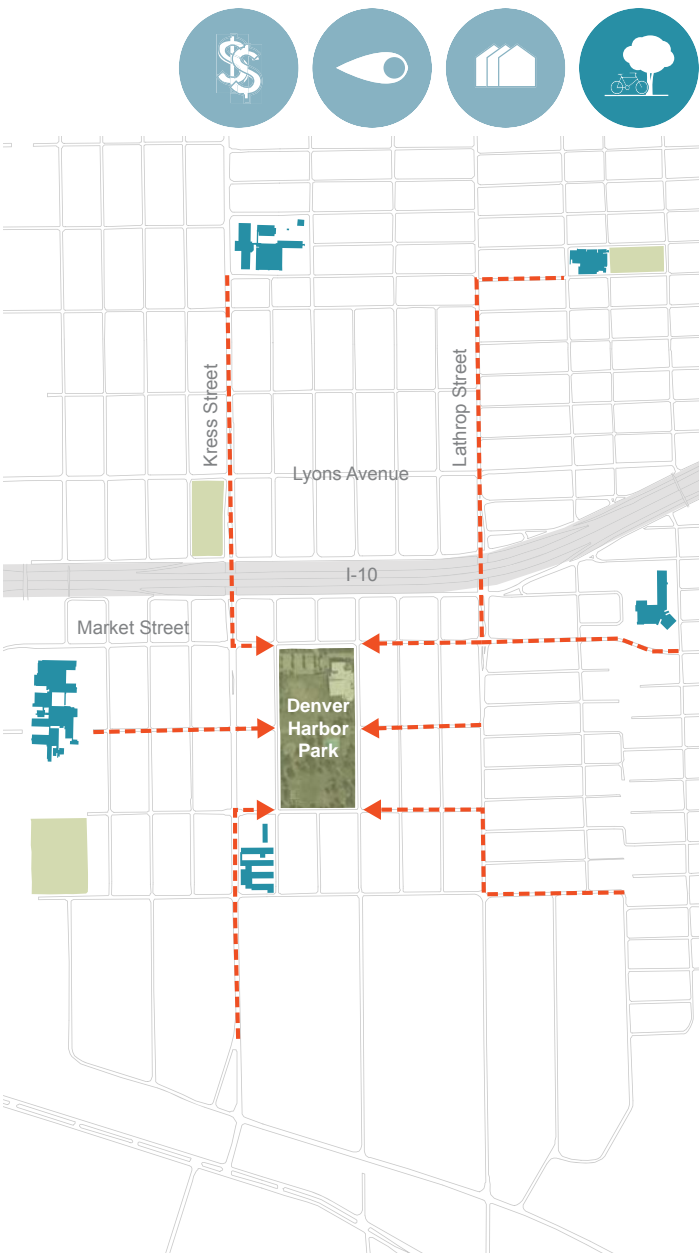 $$
Kress Street
Lathrop Street
Lyons Avenue
I-10
Market Street
Denver
Harbor
Park